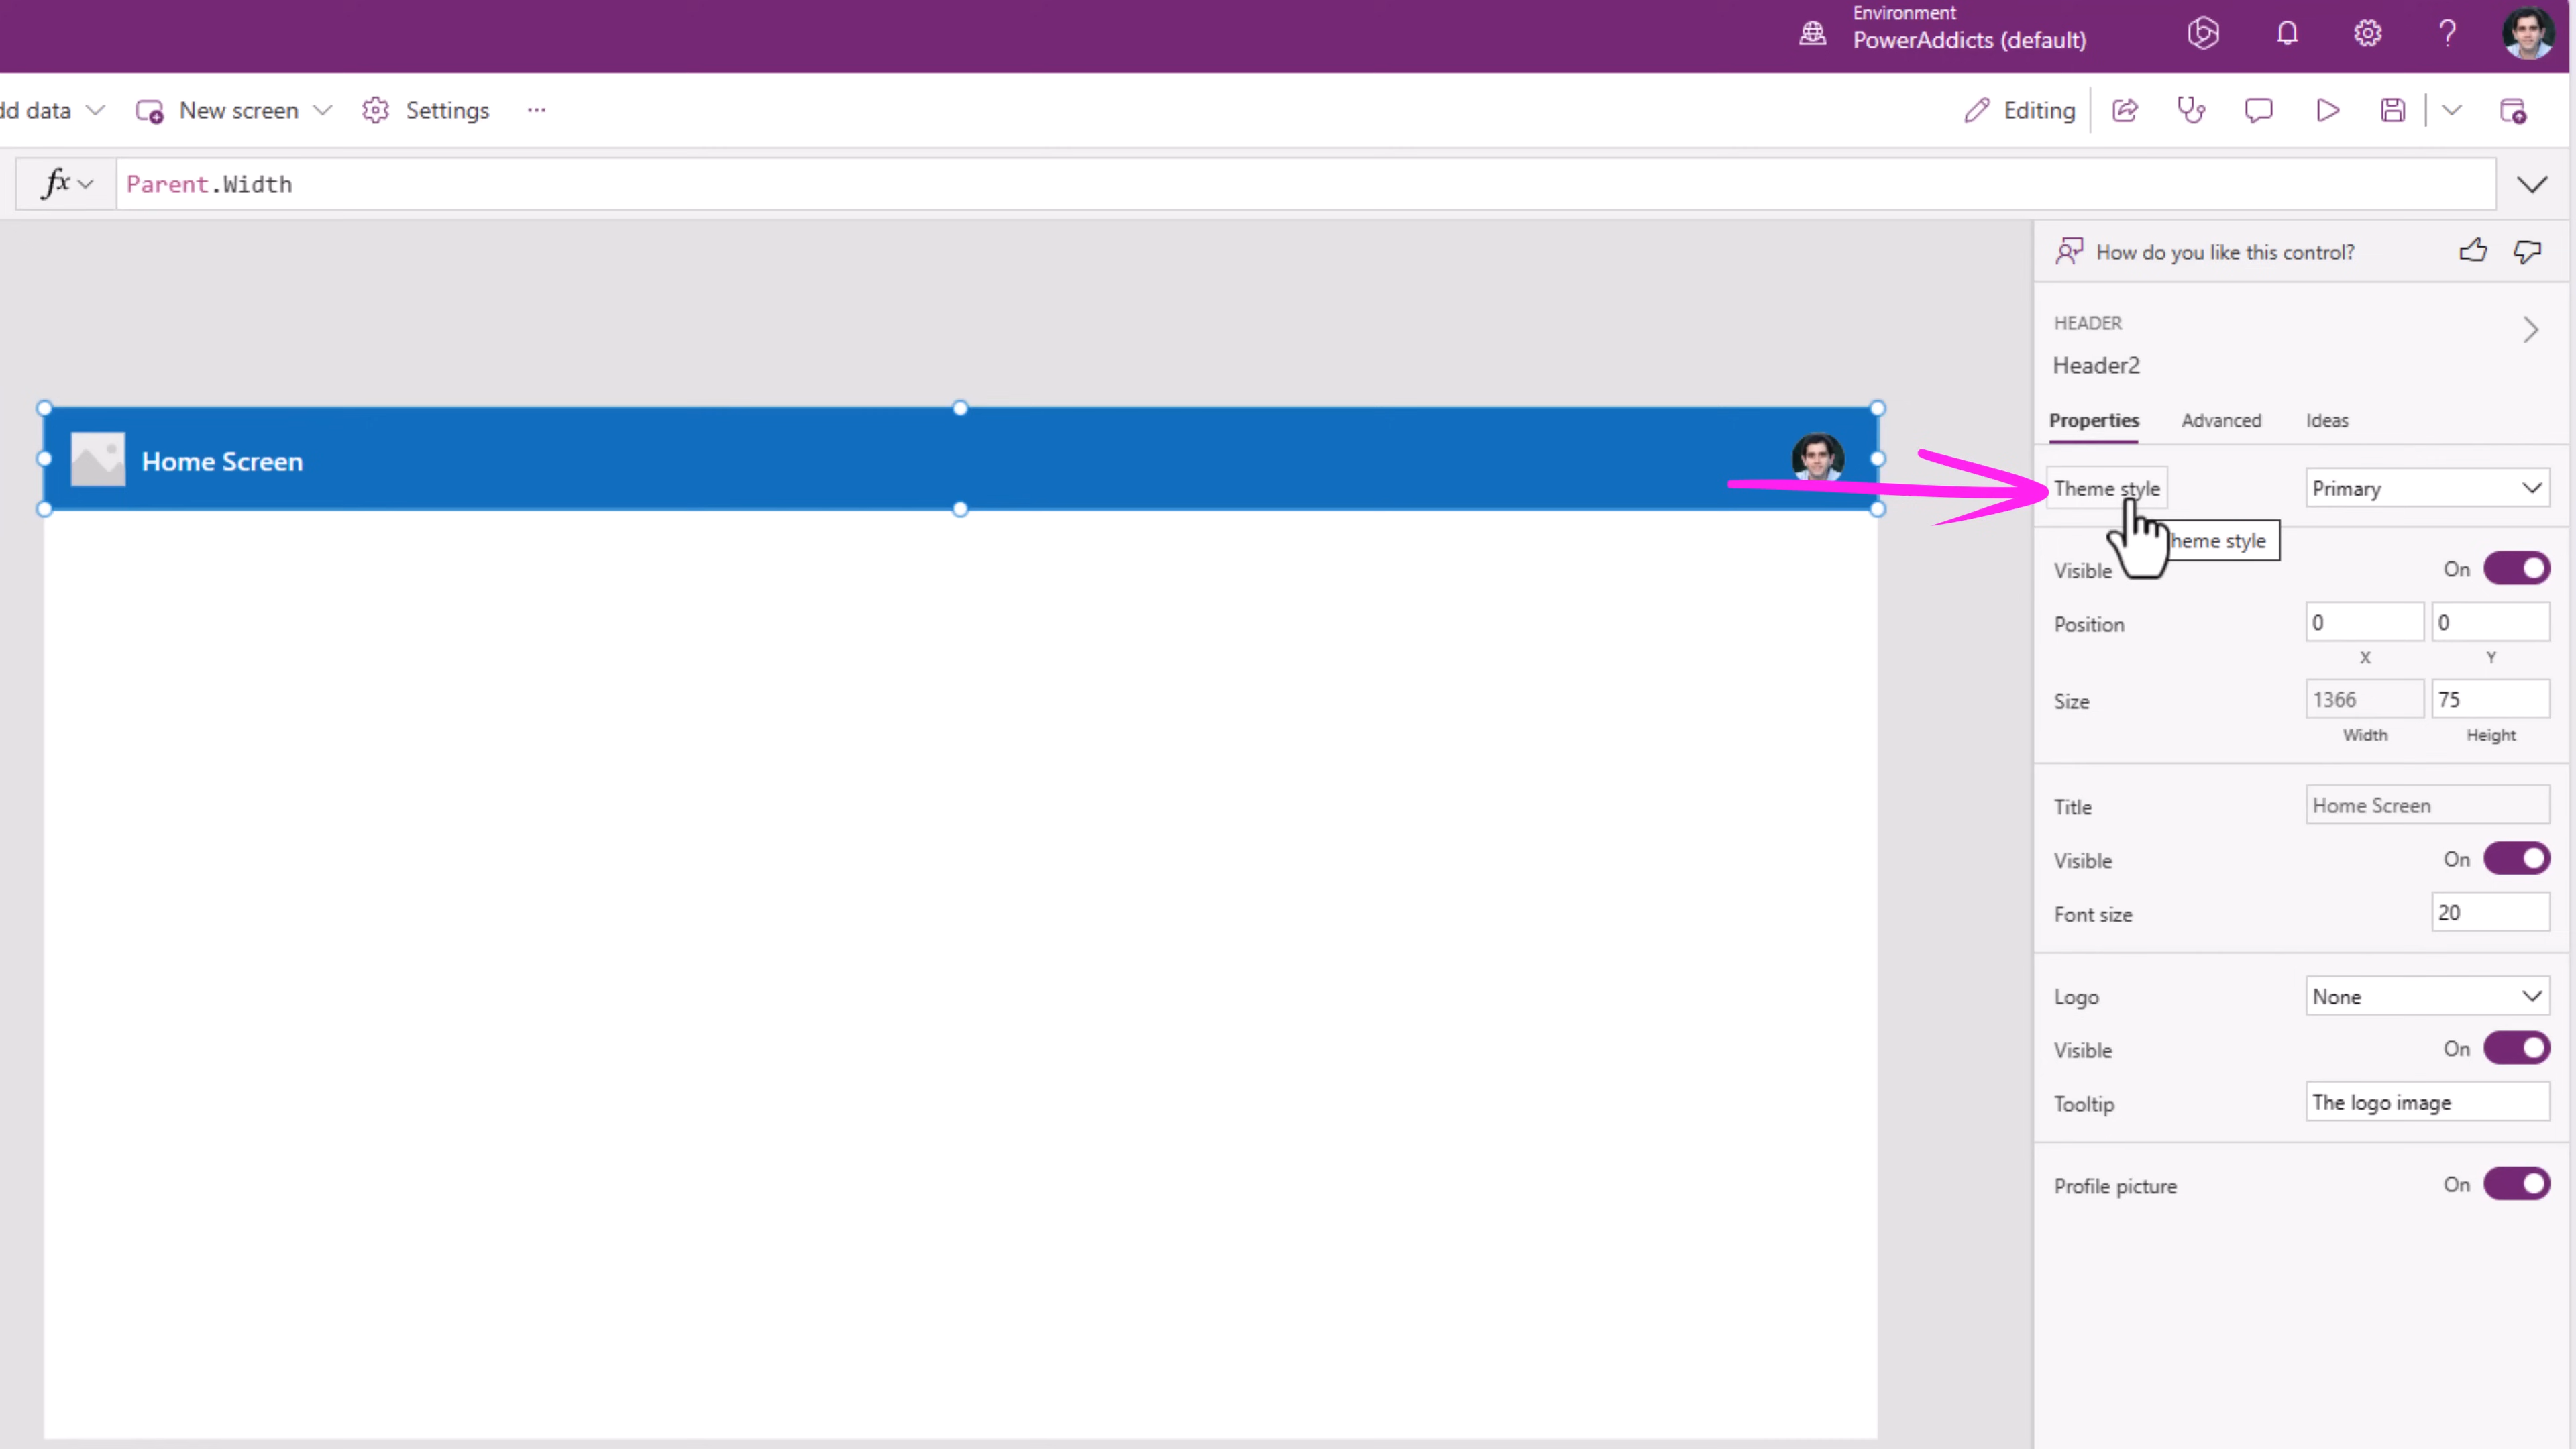 Environment
PowerAddicts (default)
dd data
New screen
Settings
...
Editing
fx
Parent.Width
How do you like this control?
HEADER
Header2
Properties
Advanced
Ideas
Home Screen
Theme style
Primary
heme style
Visible
On
Position
0
0
X
Y
Size
1366
75
Width
Height
Title
Home Screen
Visible
On
Font size
20
Logo
None
Visible
On
Tooltip
The logo image
Profile picture
On